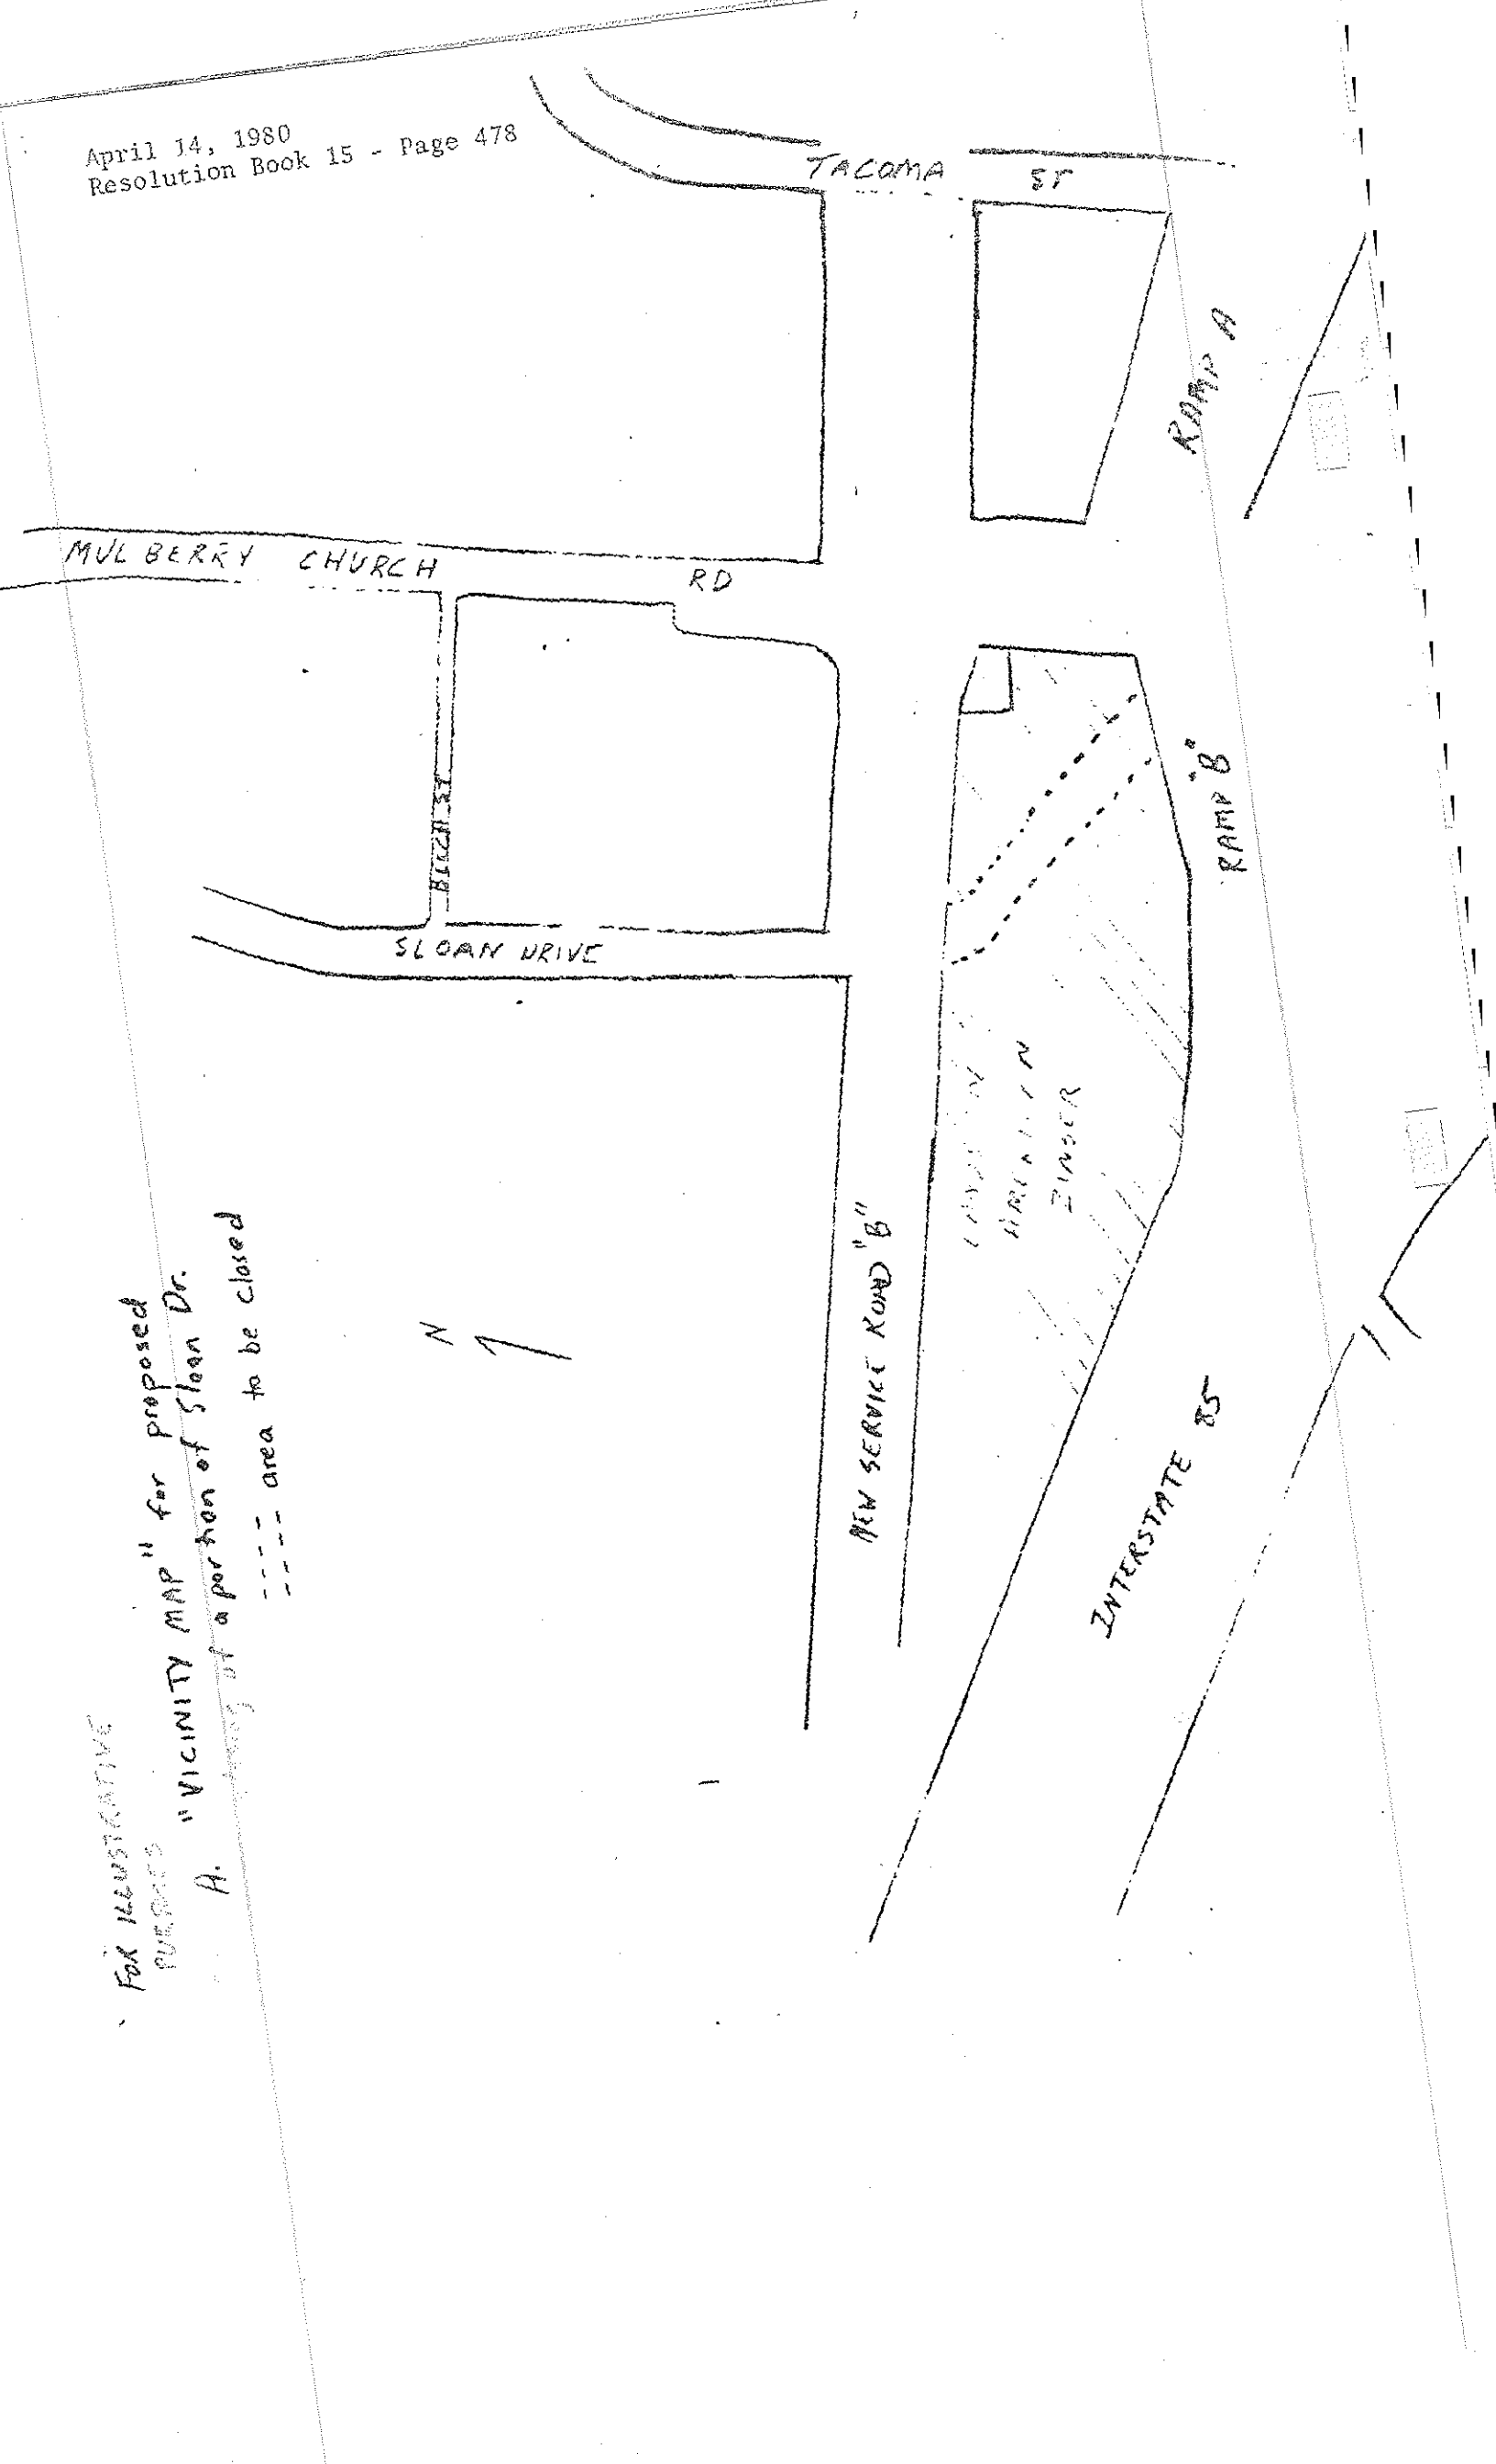 April 14, 1980
Resolution Book 15 - Page 478
TACOMA ST
RAMP A
MULBERRY CHURCH RD
BEECH ST
RAMP "B"
SLOAN DRIVE
NEW SERVICE ROAD "B"
INTERSTATE 85
N
FOR ILLUSTRATIVE
PURPOSES
A. "VICINITY MAP" for proposed
of a portion of Sloan Dr.
---- area to be closed